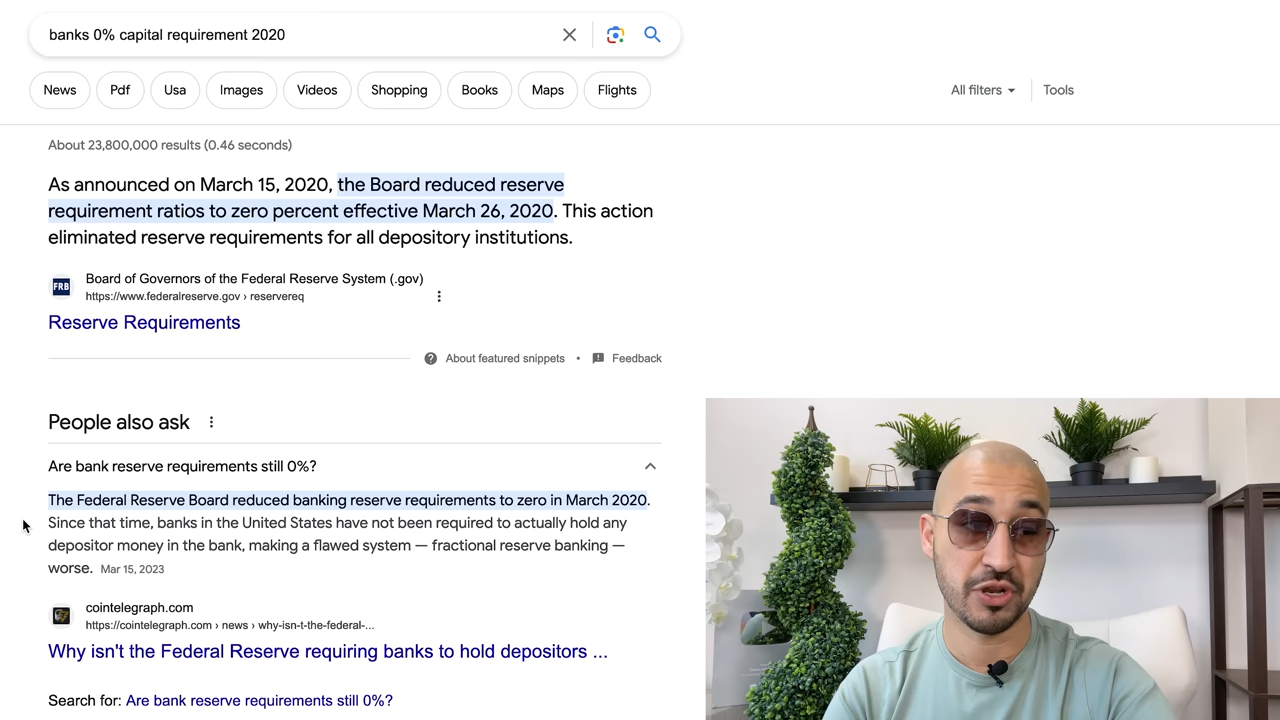 banks 0% capital requirement 2020
News
Pdf
Usa
Images
Videos
Shopping
Books
Maps
Flights
All filters
Tools
About 23,800,000 results (0.46 seconds)
As announced on March 15, 2020, the Board reduced reserve
requirement ratios to zero percent effective March 26, 2020. This action
eliminated reserve requirements for all depository institutions.
FRB
Board of Governors of the Federal Reserve System (.gov)
https://www.federalreserve.gov › reservereq
Reserve Requirements
About featured snippets • Feedback
People also ask
Are bank reserve requirements still 0%?
The Federal Reserve Board reduced banking reserve requirements to zero in March 2020.
Since that time, banks in the United States have not been required to actually hold any
depositor money in the bank, making a flawed system — fractional reserve banking —
worse. Mar 15, 2023
cointelegraph.com
https://cointelegraph.com › news › why-isn-t-the-federal-...
Why isn't the Federal Reserve requiring banks to hold depositors ...
Search for: Are bank reserve requirements still 0%?